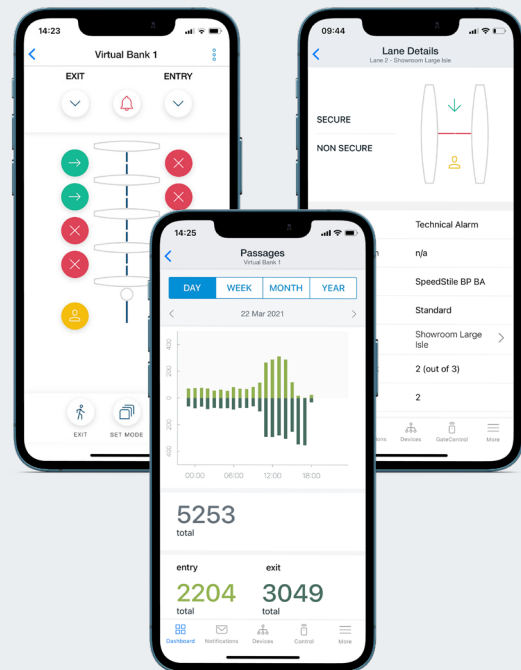 14:23
Virtual Bank 1
EXIT
ENTRY
EXIT
SET MODE
09:44
Lane Details
Lane 2 - Showroom Large Isle
SECURE
NON SECURE
Technical Alarm
n/a
SpeedStile BP BA
Standard
Showroom Large
Isle
2 (out of 3)
2
Devices
GateControl
More
14:25
Passages
Virtual Bank 1
DAY
WEEK
MONTH
YEAR
22 Mar 2021
400
200
0
200
400
00:00
06:00
12:00
18:00
5253
total
entry
exit
2204
3049
total
total
Dashboard
Notifications
Devices
Control
More